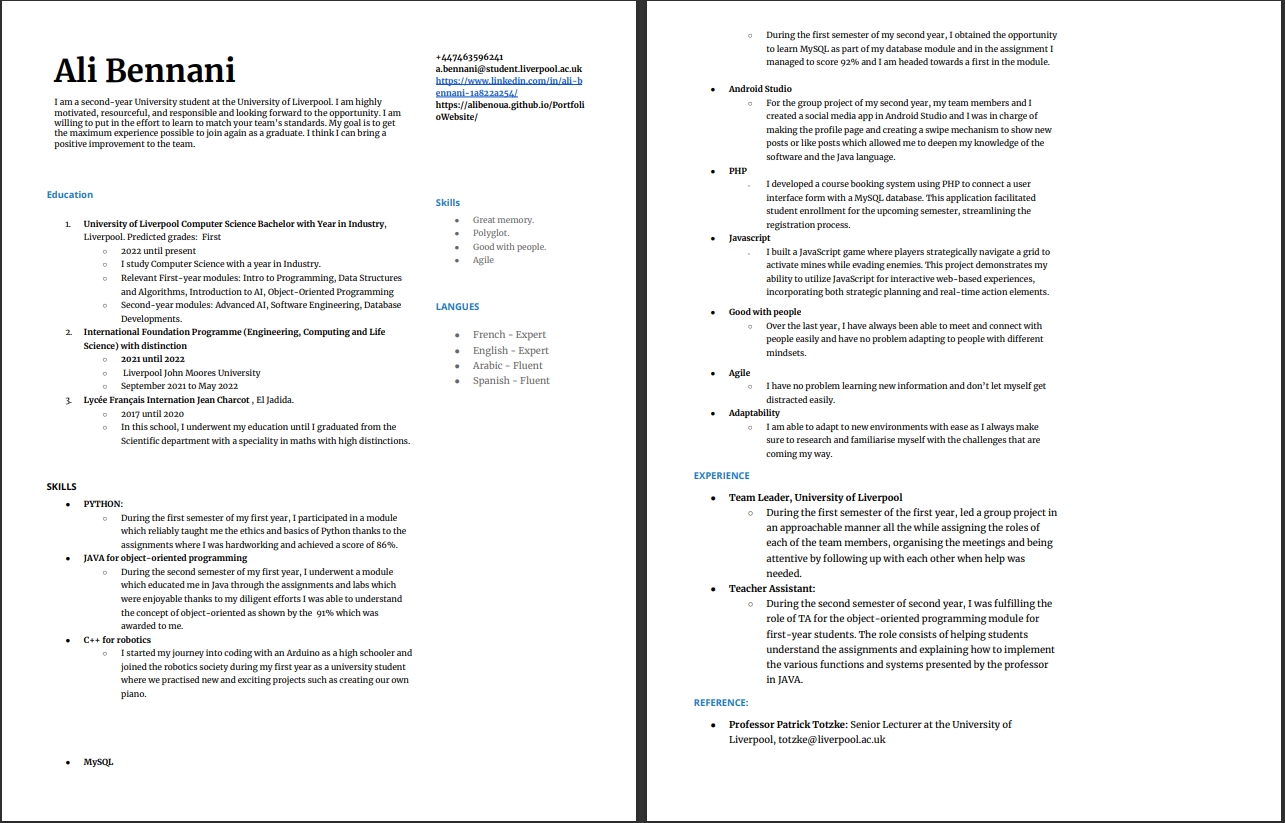 Ali Bennani
I am a second-year University student at the University of Liverpool. I am highly
motivated, resourceful, and responsible and looking forward to the opportunity. I am
willing to put in the effort to learn to match your team's standards. My goal is to get
the maximum experience possible to join again as a graduate. I think I can bring a
positive improvement to the team.
+447463596241
a.bennani@student.liverpool.ac.uk
https://www.linkedin.com/in/ali-b
ennani-1a822a254/
https://alibenoua.github.io/Portfoli
oWebsite/
Education
1. University of Liverpool Computer Science Bachelor with Year in Industry,
Liverpool. Predicted grades: First
○ 2022 until present
○ I study Computer Science with a year in Industry.
○ Relevant First-year modules: Intro to Programming, Data Structures
and Algorithms, Introduction to AI, Object-Oriented Programming
○ Second-year modules: Advanced AI, Software Engineering, Database
Developments.
2. International Foundation Programme (Engineering, Computing and Life
Science) with distinction
○ 2021 until 2022
○ Liverpool John Moores University
○ September 2021 to May 2022
3. Lycée Français Internation Jean Charcot , El Jadida.
○ 2017 until 2020
○ In this school, I underwent my education until I graduated from the
Scientific department with a speciality in maths with high distinctions.
Skills
● Great memory.
● Polyglot.
● Good with people.
● Agile
LANGUES
● French - Expert
● English - Expert
● Arabic - Fluent
● Spanish - Fluent
SKILLS
● PYTHON:
○ During the first semester of my first year, I participated in a module
which reliably taught me the ethics and basics of Python thanks to the
assignments where I was hardworking and achieved a score of 86%.
● JAVA for object-oriented programming
○ During the second semester of my first year, I underwent a module
which educated me in Java through the assignments and labs which
were enjoyable thanks to my diligent efforts I was able to understand
the concept of object-oriented as shown by the 91% which was
awarded to me.
● C++ for robotics
○ I started my journey into coding with an Arduino as a high schooler and
joined the robotics society during my first year as a university student
where we practised new and exciting projects such as creating our own
piano.
● MySQL
○ During the first semester of my second year, I obtained the opportunity
to learn MySQL as part of my database module and in the assignment I
managed to score 92% and I am headed towards a first in the module.
● Android Studio
○ For the group project of my second year, my team members and I
created a social media app in Android Studio and I was in charge of
making the profile page and creating a swipe mechanism to show new
posts or like posts which allowed me to deepen my knowledge of the
software and the Java language.
● PHP
○ I developed a course booking system using PHP to connect a user
interface form with a MySQL database. This application facilitated
student enrollment for the upcoming semester, streamlining the
registration process.
● Javascript
○ I built a JavaScript game where players strategically navigate a grid to
activate mines while evading enemies. This project demonstrates my
ability to utilize JavaScript for interactive web-based experiences,
incorporating both strategic planning and real-time action elements.
● Good with people
○ Over the last year, I have always been able to meet and connect with
people easily and have no problem adapting to people with different
mindsets.
● Agile
○ I have no problem learning new information and don't let myself get
distracted easily.
● Adaptability
○ I am able to adapt to new environments with ease as I always make
sure to research and familiarise myself with the challenges that are
coming my way.
EXPERIENCE
● Team Leader, University of Liverpool
○ During the first semester of the first year, led a group project in
an approachable manner all the while assigning the roles of
each of the team members, organising the meetings and being
attentive by following up with each other when help was
needed.
● Teacher Assistant:
○ During the second semester of second year, I was fulfilling the
role of TA for the object-oriented programming module for
first-year students. The role consists of helping students
understand the assignments and explaining how to implement
the various functions and systems presented by the professor
in JAVA.
REFERENCE:
● Professor Patrick Totzke: Senior Lecturer at the University of
Liverpool, totzke@liverpool.ac.uk